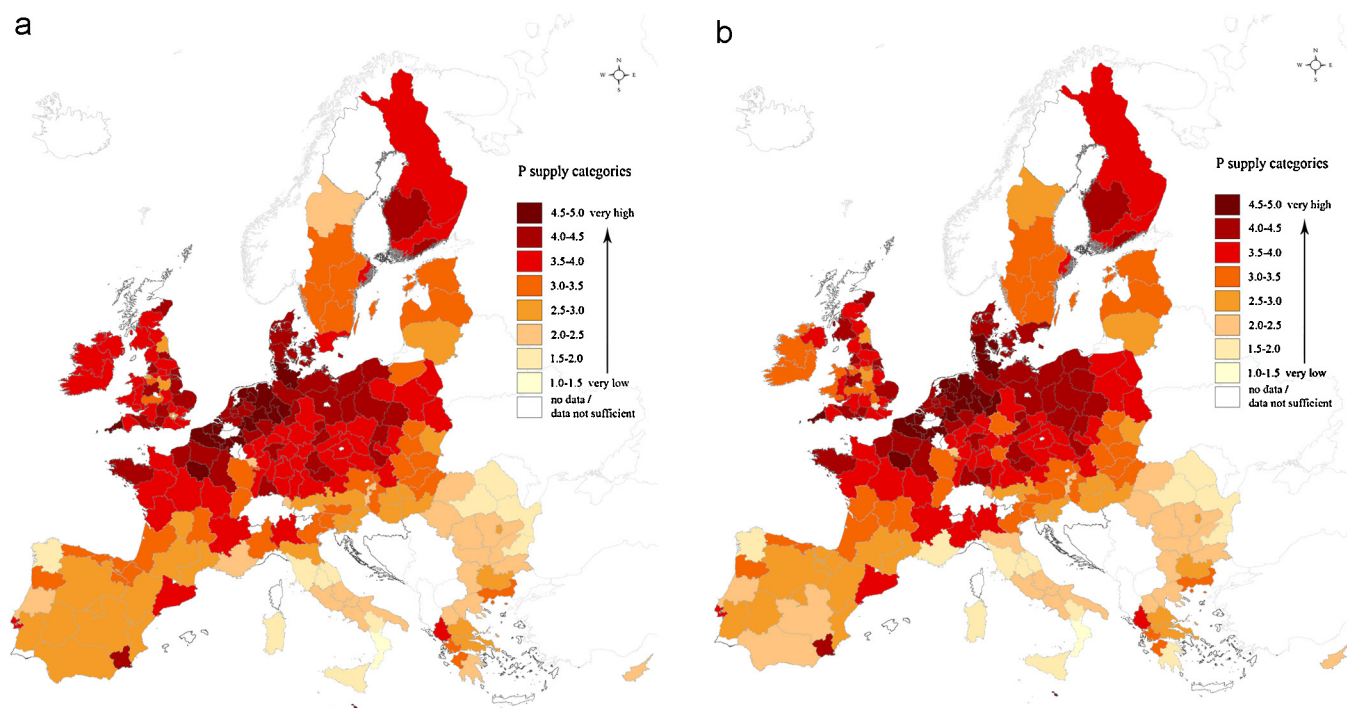 a
N
W E
S
P supply categories
4.5-5.0 very high
4.0-4.5
3.5-4.0
3.0-3.5
2.5-3.0
2.0-2.5
1.5-2.0
1.0-1.5 very low
no data /
data not sufficient
b
N
W E
S
P supply categories
4.5-5.0 very high
4.0-4.5
3.5-4.0
3.0-3.5
2.5-3.0
2.0-2.5
1.5-2.0
1.0-1.5 very low
no data /
data not sufficient